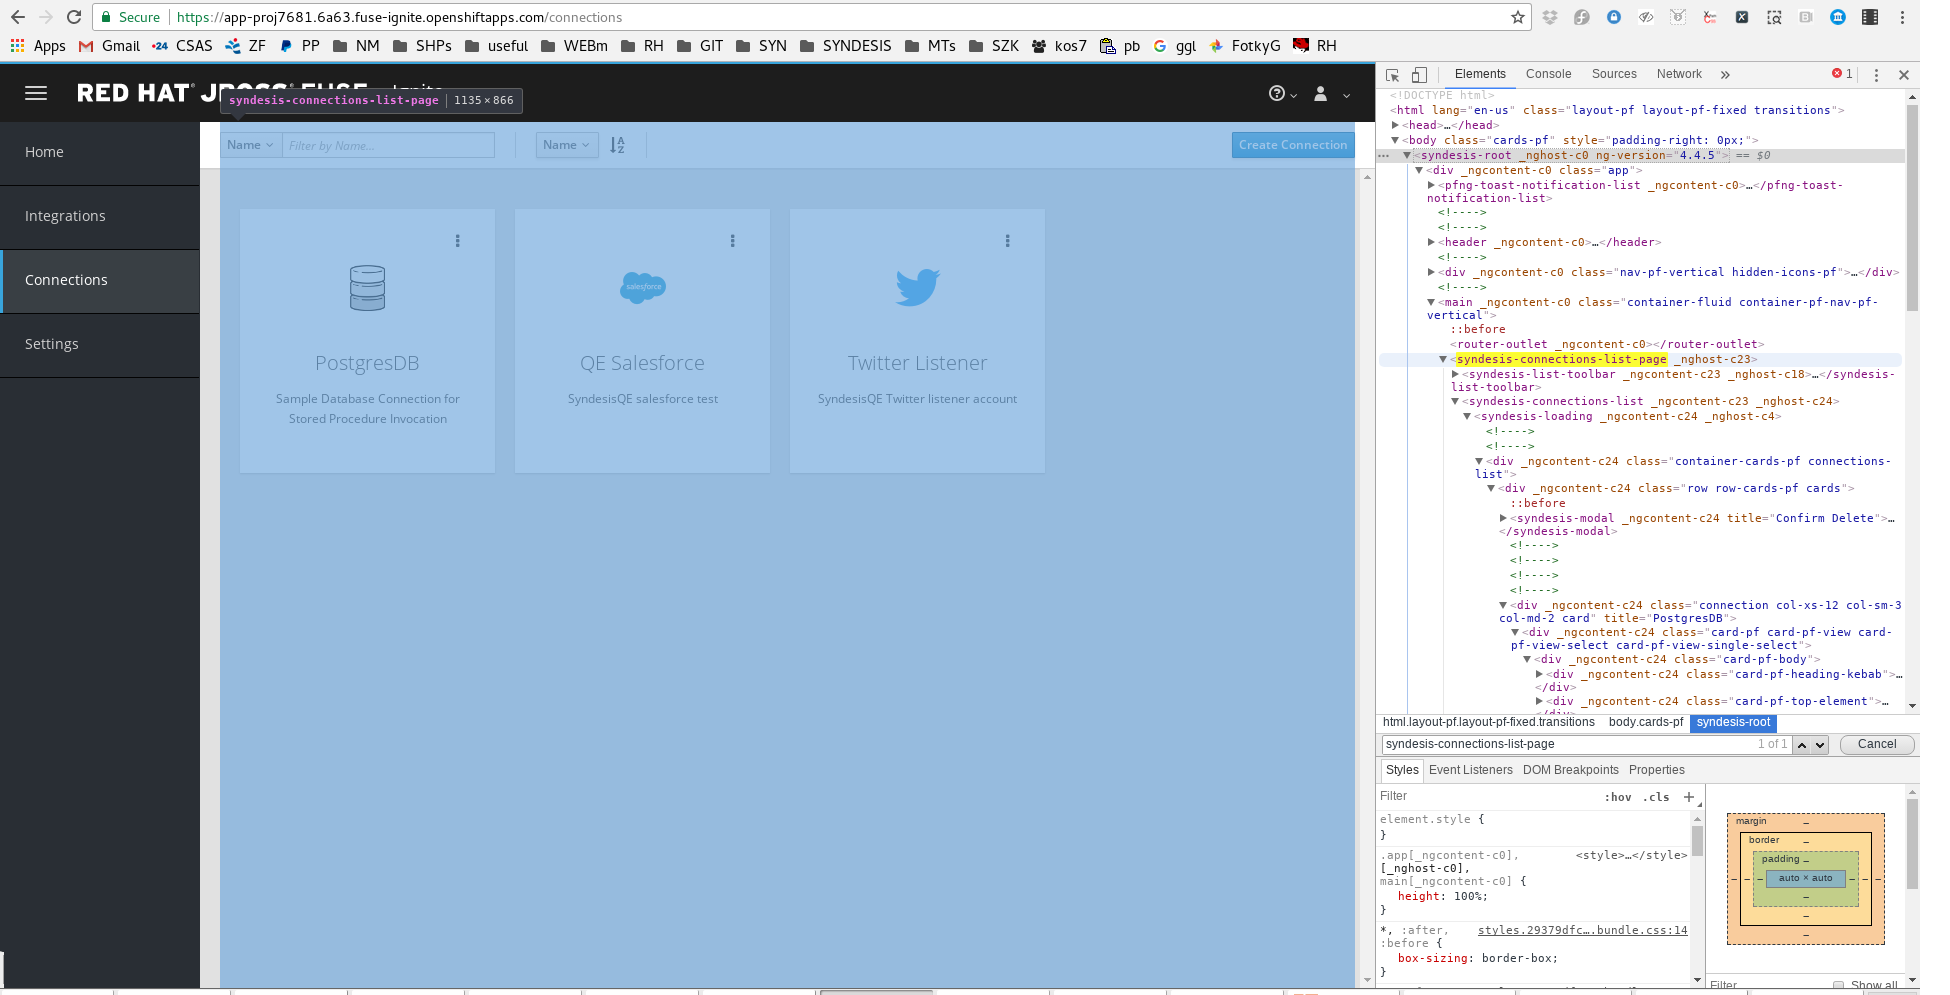 Secure https://app-proj7681.6a63.fuse-ignite.openshiftapps.com/connections
Apps Gmail CSAS ZF PP NM SHPs useful WEBm RH GIT SYN SYNDESIS MTs SZK kos7 pb ggl FotkyG RH
RED HAT JBOSS FUSE Ignite
syndesis-connections-list-page 1135 × 866
Home
Integrations
Connections
Settings
Name Filter by Name... Name Create Connection
PostgresDB
Sample Database Connection for
Stored Procedure Invocation
salesforce
QE Salesforce
SyndesisQE salesforce test
Twitter Listener
SyndesisQE Twitter listener account
Elements Console Sources Network » 1
<!DOCTYPE html>
<html lang="en-us" class="layout-pf layout-pf-fixed transitions">
<head>…</head>
<body class="cards-pf" style="padding-right: 0px;">
<syndesis-root _nghost-c0 ng-version="4.4.5"> == $0
<div _ngcontent-c0 class="app">
<pfng-toast-notification-list _ngcontent-c0>…</pfng-toast-
notification-list>
<!---->
<!---->
<header _ngcontent-c0>…</header>
<!---->
<div _ngcontent-c0 class="nav-pf-vertical hidden-icons-pf">…</div>
<!---->
<main _ngcontent-c0 class="container-fluid container-pf-nav-pf-
vertical">
::before
<router-outlet _ngcontent-c0></router-outlet>
<syndesis-connections-list-page _nghost-c23>
<syndesis-list-toolbar _ngcontent-c23 _nghost-c18>…</syndesis-
list-toolbar>
<syndesis-connections-list _ngcontent-c23 _nghost-c24>
<syndesis-loading _ngcontent-c24 _nghost-c4>
<!---->
<!---->
<div _ngcontent-c24 class="container-cards-pf connections-
list">
<div _ngcontent-c24 class="row row-cards-pf cards">
::before
<syndesis-modal _ngcontent-c24 title="Confirm Delete">…
</syndesis-modal>
<!---->
<!---->
<!---->
<!---->
<div _ngcontent-c24 class="connection col-xs-12 col-sm-3
col-md-2 card" title="PostgresDB">
<div _ngcontent-c24 class="card-pf card-pf-view card-
pf-view-select card-pf-view-single-select">
<div _ngcontent-c24 class="card-pf-body">
<div _ngcontent-c24 class="card-pf-heading-kebab">…
</div>
<div _ngcontent-c24 class="card-pf-top-element">…
html.layout-pf.layout-pf-fixed.transitions body.cards-pf syndesis-root
syndesis-connections-list-page 1 of 1 Cancel
Styles Event Listeners DOM Breakpoints Properties
Filter :hov .cls +
element.style {
}
.app[_ngcontent-c0], <style>…</style>
[_nghost-c0],
main[_ngcontent-c0] {
height: 100%;
}
*, :after, styles.29379dfc….bundle.css:14
:before {
box-sizing: border-box;
}
margin –
border –
padding –
– – – auto × auto – – –
–
–
–
Filter Show all